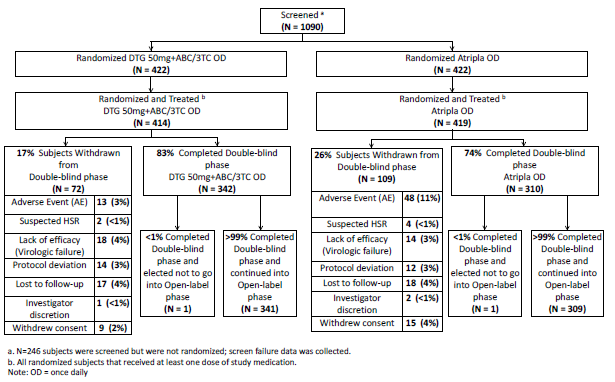 Screened a
(N = 1090)
Randomized DTG 50mg+ABC/3TC OD
(N = 422)
Randomized Atripla OD
(N = 422)
Randomized and Treated b
DTG 50mg+ABC/3TC OD
(N = 414)
Randomized and Treated b
Atripla OD
(N = 419)
17% Subjects Withdrawn
from
Double-blind phase
(N = 72)
Adverse Event (AE) 13 (3%)
Suspected HSR 2 (<1%)
Lack of efficacy
(Virologic failure) 18 (4%)
Protocol deviation 14 (3%)
Lost to follow-up 17 (4%)
Investigator
discretion 1 (<1%)
Withdrew consent 9 (2%)
83% Completed Double-blind
phase
DTG 50mg+ABC/3TC OD
(N = 342)
<1% Completed
Double-blind
phase and
elected not to go
into Open-label
phase
(N = 1)
>99% Completed
Double-blind
phase and
continued into
Open-label
phase
(N = 341)
26% Subjects Withdrawn from
Double-blind phase
(N = 109)
Adverse Event (AE) 48 (11%)
Suspected HSR 4 (<1%)
Lack of efficacy
(Virologic failure) 14 (3%)
Protocol deviation 12 (3%)
Lost to follow-up 18 (4%)
Investigator
discretion 2 (<1%)
Withdrew consent 15 (4%)
74% Completed Double-blind
phase
Atripla OD
(N = 310)
<1% Completed
Double-blind
phase and
elected not to go
into Open-label
phase
(N = 1)
>99% Completed
Double-blind
phase and
continued into
Open-label
phase
(N = 309)
a. N=246 subjects were screened but were not randomized; screen failure data was collected.
b. All randomized subjects that received at least one dose of study medication.
Note: OD = once daily